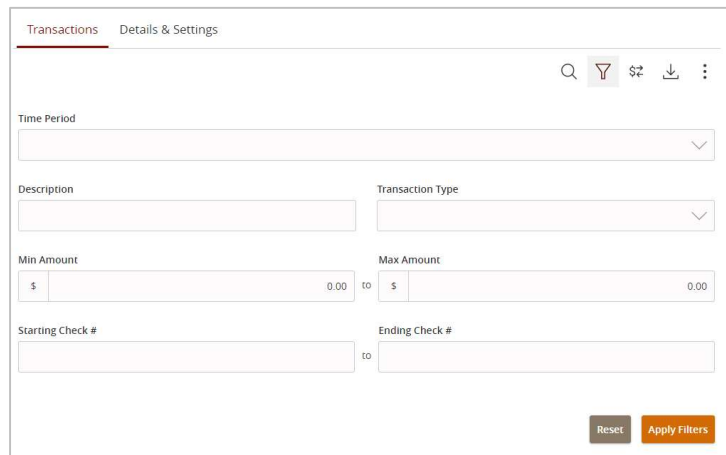 Transactions Details & Settings
Time Period
Description Transaction Type
Min Amount Max Amount
$ 0.00 to $ 0.00
Starting Check # Ending Check #
to
Reset Apply Filters